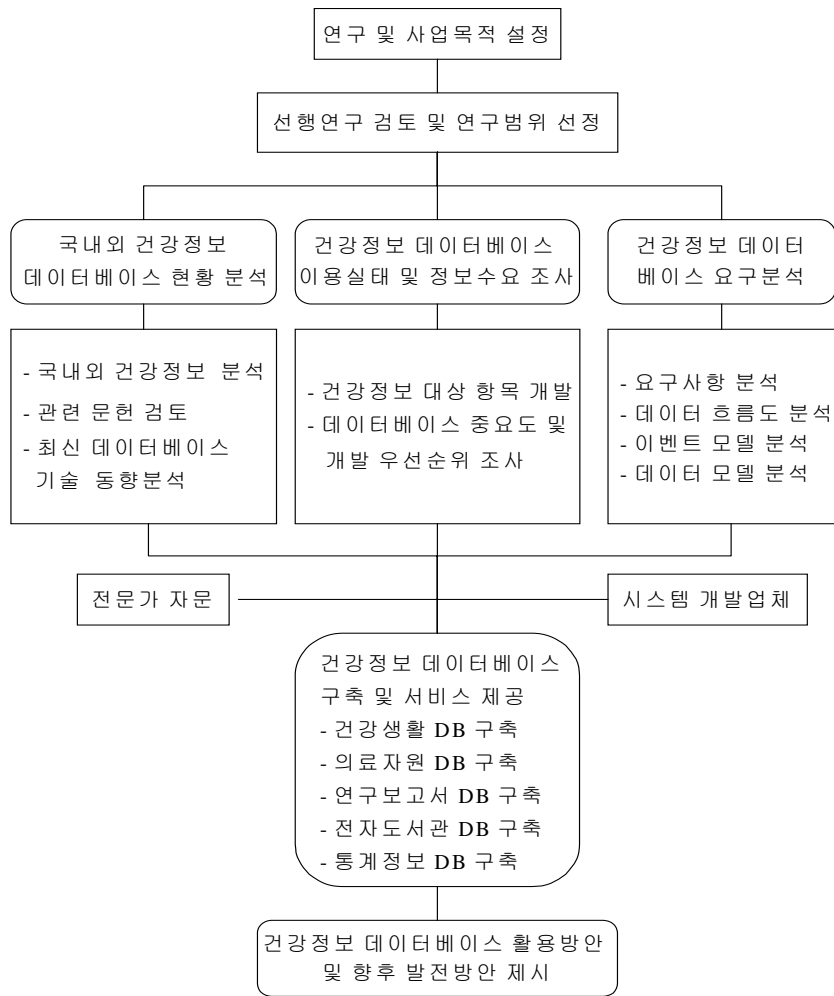 연구 및 사업목적 설정
선행연구 검토 및 연구범위 선정
국내외 건강정보
데이터베이스 현황 분석
건강정보 데이터베이스
이용실태 및 정보수요 조사
건강정보 데이터
베이스 요구분석
- 국내외 건강정보 분석
- 관련 문헌 검토
- 최신 데이터베이스
기술 동향분석
- 건강정보 대상 항목 개발
- 데이터베이스 중요도 및
개발 우선순위 조사
- 요구사항 분석
- 데이터 흐름도 분석
- 이벤트 모델 분석
- 데이터 모델 분석
전문가 자문
시스템 개발업체
건강정보 데이터베이스
구축 및 서비스 제공
- 건강생활 DB 구축
- 의료자원 DB 구축
- 연구보고서 DB 구축
- 전자도서관 DB 구축
- 통계정보 DB 구축
건강정보 데이터베이스 활용방안
및 향후 발전방안 제시